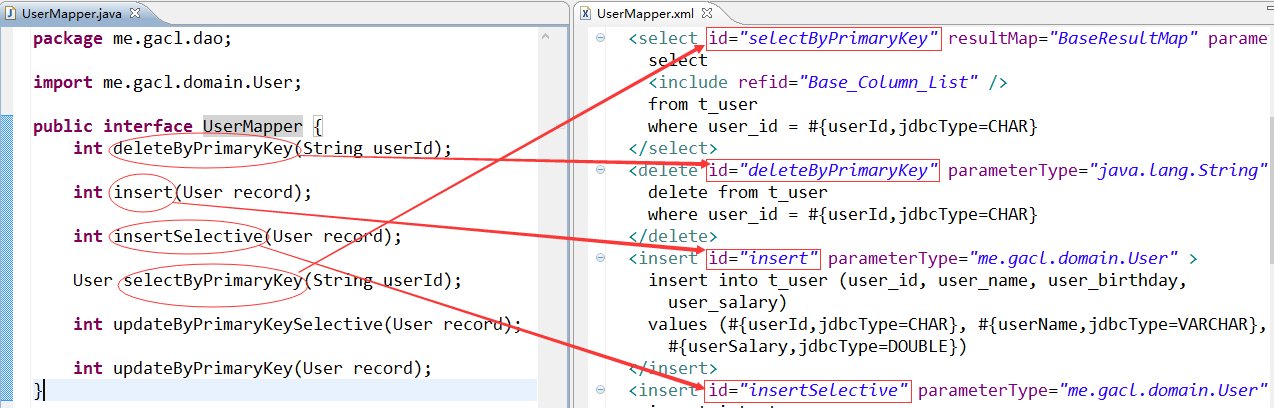 UserMapper.java
package me.gacl.dao;
import me.gacl.domain.User;
public interface UserMapper {
int deleteByPrimaryKey(String userId);
int insert(User record);
int insertSelective(User record);
User selectByPrimaryKey(String userId);
int updateByPrimaryKeySelective(User record);
int updateByPrimaryKey(User record);
}
UserMapper.xml
<select id="selectByPrimaryKey" resultMap="BaseResultMap" parame
select
<include refid="Base_Column_List" />
from t_user
where user_id = #{userId,jdbcType=CHAR}
</select>
<delete id="deleteByPrimaryKey" parameterType="java.lang.String"
delete from t_user
where user_id = #{userId,jdbcType=CHAR}
</delete>
<insert id="insert" parameterType="me.gacl.domain.User" >
insert into t_user (user_id, user_name, user_birthday,
user_salary)
values (#{userId,jdbcType=CHAR}, #{userName,jdbcType=VARCHAR},
#{userSalary,jdbcType=DOUBLE})
</insert>
<insert id="insertSelective" parameterType="me.gacl.domain.User"